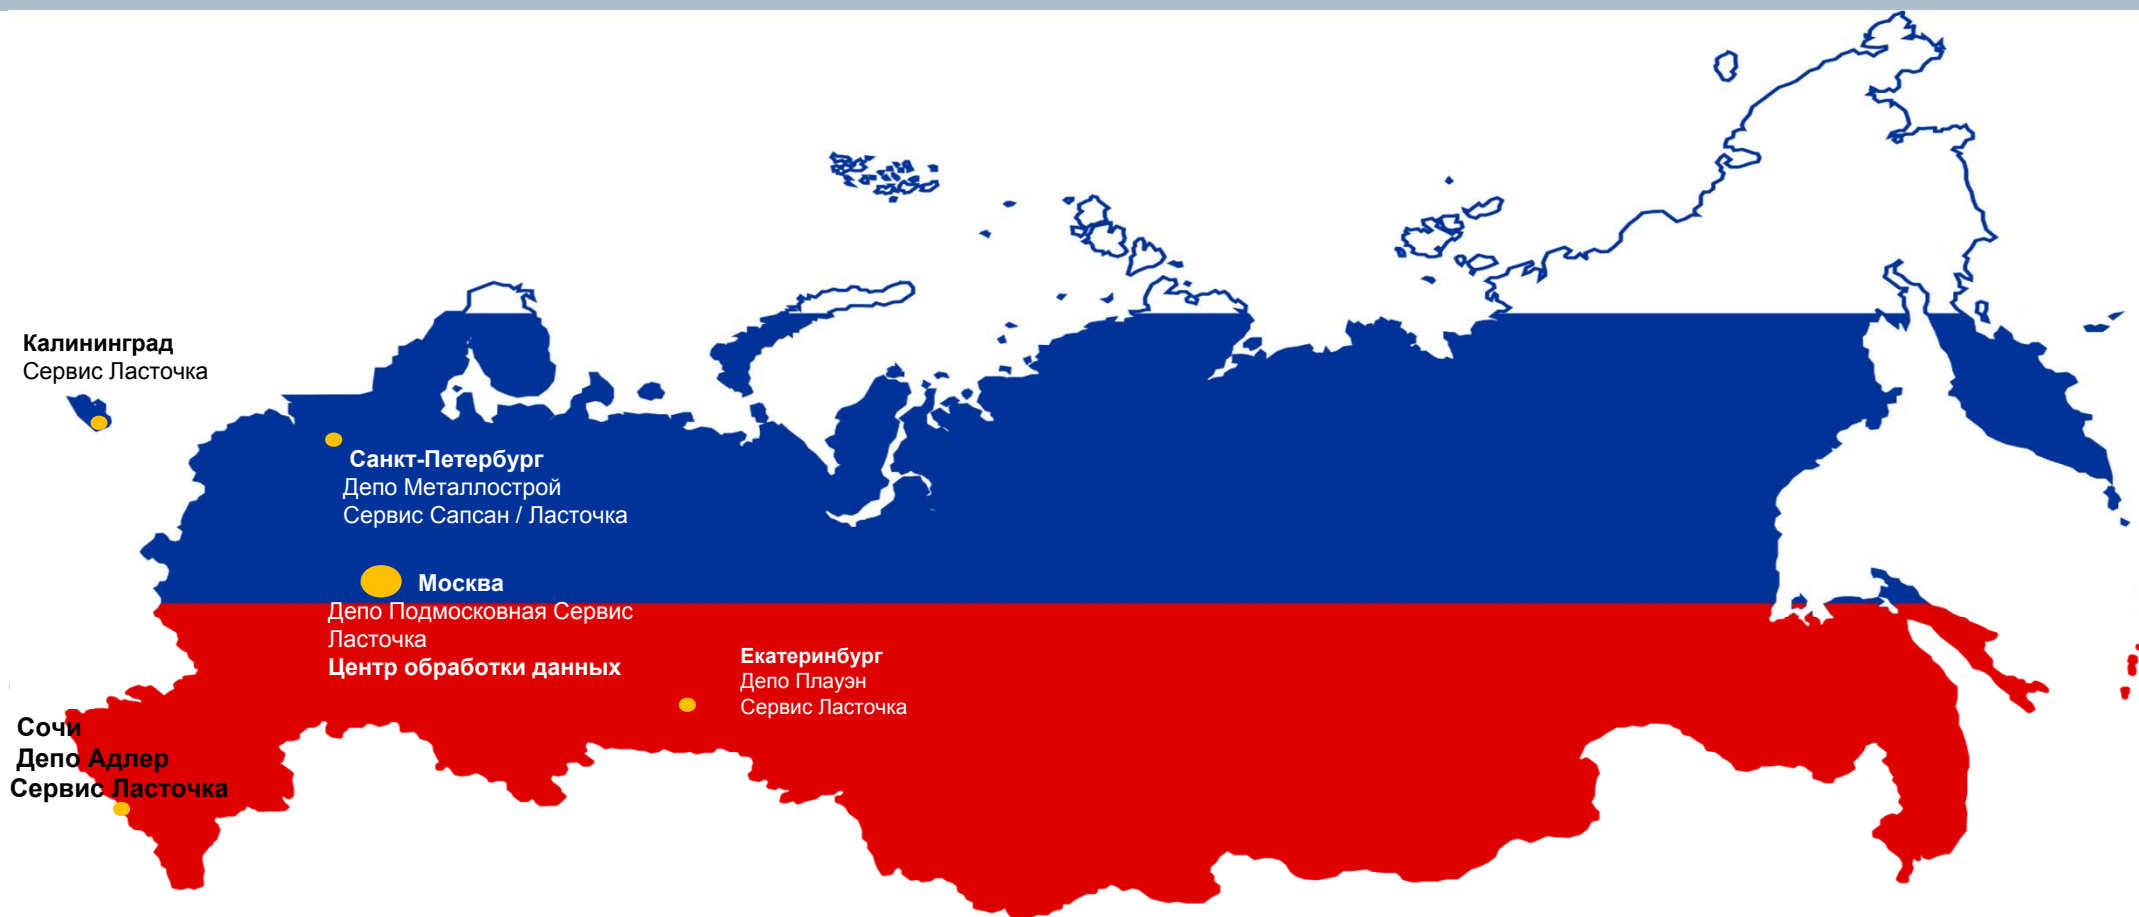 Калининград
Сервис Ласточка
Санкт-Петербург
Депо Металлострой
Сервис Сапсан / Ласточка
Москва
Депо Подмосковная Сервис
Ласточка
Центр обработки данных
Екатеринбург
Депо Плауэн
Сервис Ласточка
Сочи
Депо Адлер
Сервис Ласточка